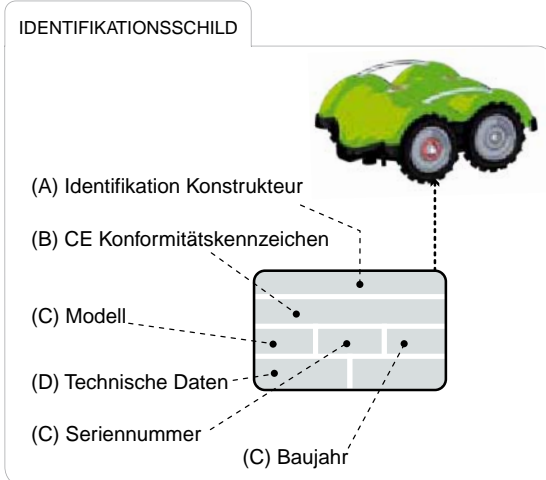 IDENTIFIKATIONSSCHILD
(A) Identifikation Konstrukteur
(B) CE Konformitätskennzeichen
(C) Modell
(D) Technische Daten
(C) Seriennummer
(C) Baujahr